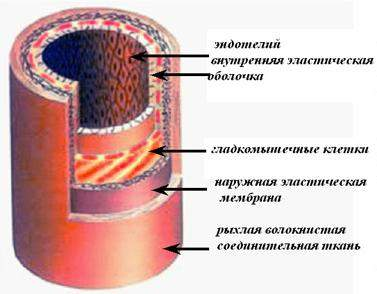 эндотелий
внутренняя эластическая
оболочка
гладкомышечные клетки
наружная эластическая
мембрана
рыхлая волокнистая
соединительная ткань